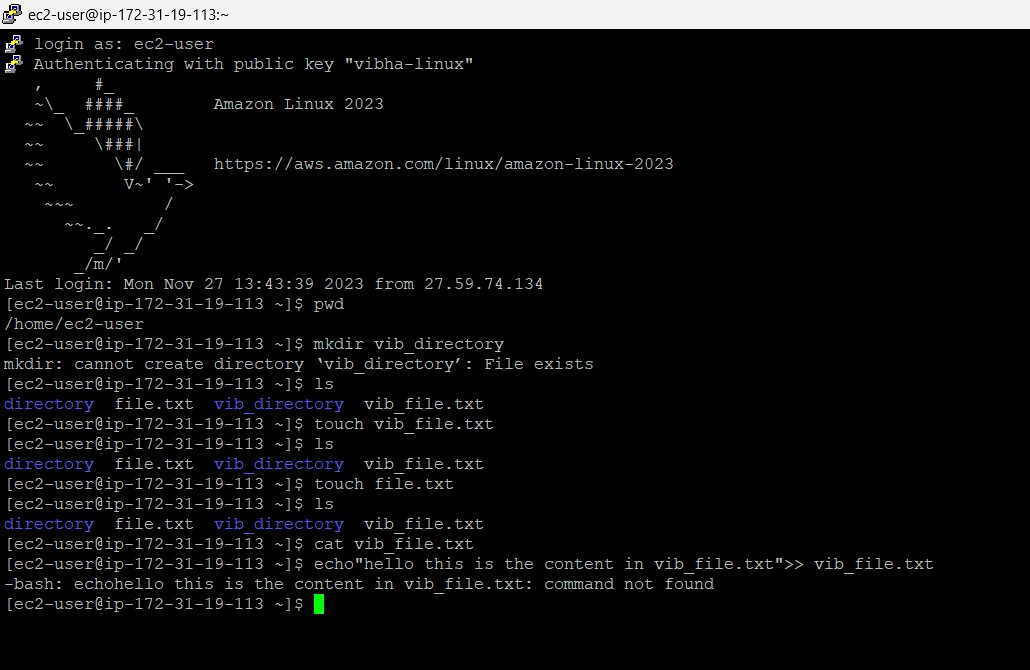 ec2-user@ip-172-31-19-113:~
login as: ec2-user
Authenticating with public key "vibha-linux"
   ,     #_
   ~\_  ####_        Amazon Linux 2023
  ~~  \_#####\
  ~~     \###|
  ~~       \#/ ___   https://aws.amazon.com/linux/amazon-linux-2023
   ~~       V~' '->
    ~~~         /
      ~~._.   _/
         _/ _/
       _/m/'
Last login: Mon Nov 27 13:43:39 2023 from 27.59.74.134
[ec2-user@ip-172-31-19-113 ~]$ pwd
/home/ec2-user
[ec2-user@ip-172-31-19-113 ~]$ mkdir vib_directory
mkdir: cannot create directory ‘vib_directory’: File exists
[ec2-user@ip-172-31-19-113 ~]$ ls
directory  file.txt  vib_directory  vib_file.txt
[ec2-user@ip-172-31-19-113 ~]$ touch vib_file.txt
[ec2-user@ip-172-31-19-113 ~]$ ls
directory  file.txt  vib_directory  vib_file.txt
[ec2-user@ip-172-31-19-113 ~]$ touch file.txt
[ec2-user@ip-172-31-19-113 ~]$ ls
directory  file.txt  vib_directory  vib_file.txt
[ec2-user@ip-172-31-19-113 ~]$ cat vib_file.txt
[ec2-user@ip-172-31-19-113 ~]$ echo"hello this is the content in vib_file.txt">> vib_file.txt
-bash: echohello this is the content in vib_file.txt: command not found
[ec2-user@ip-172-31-19-113 ~]$